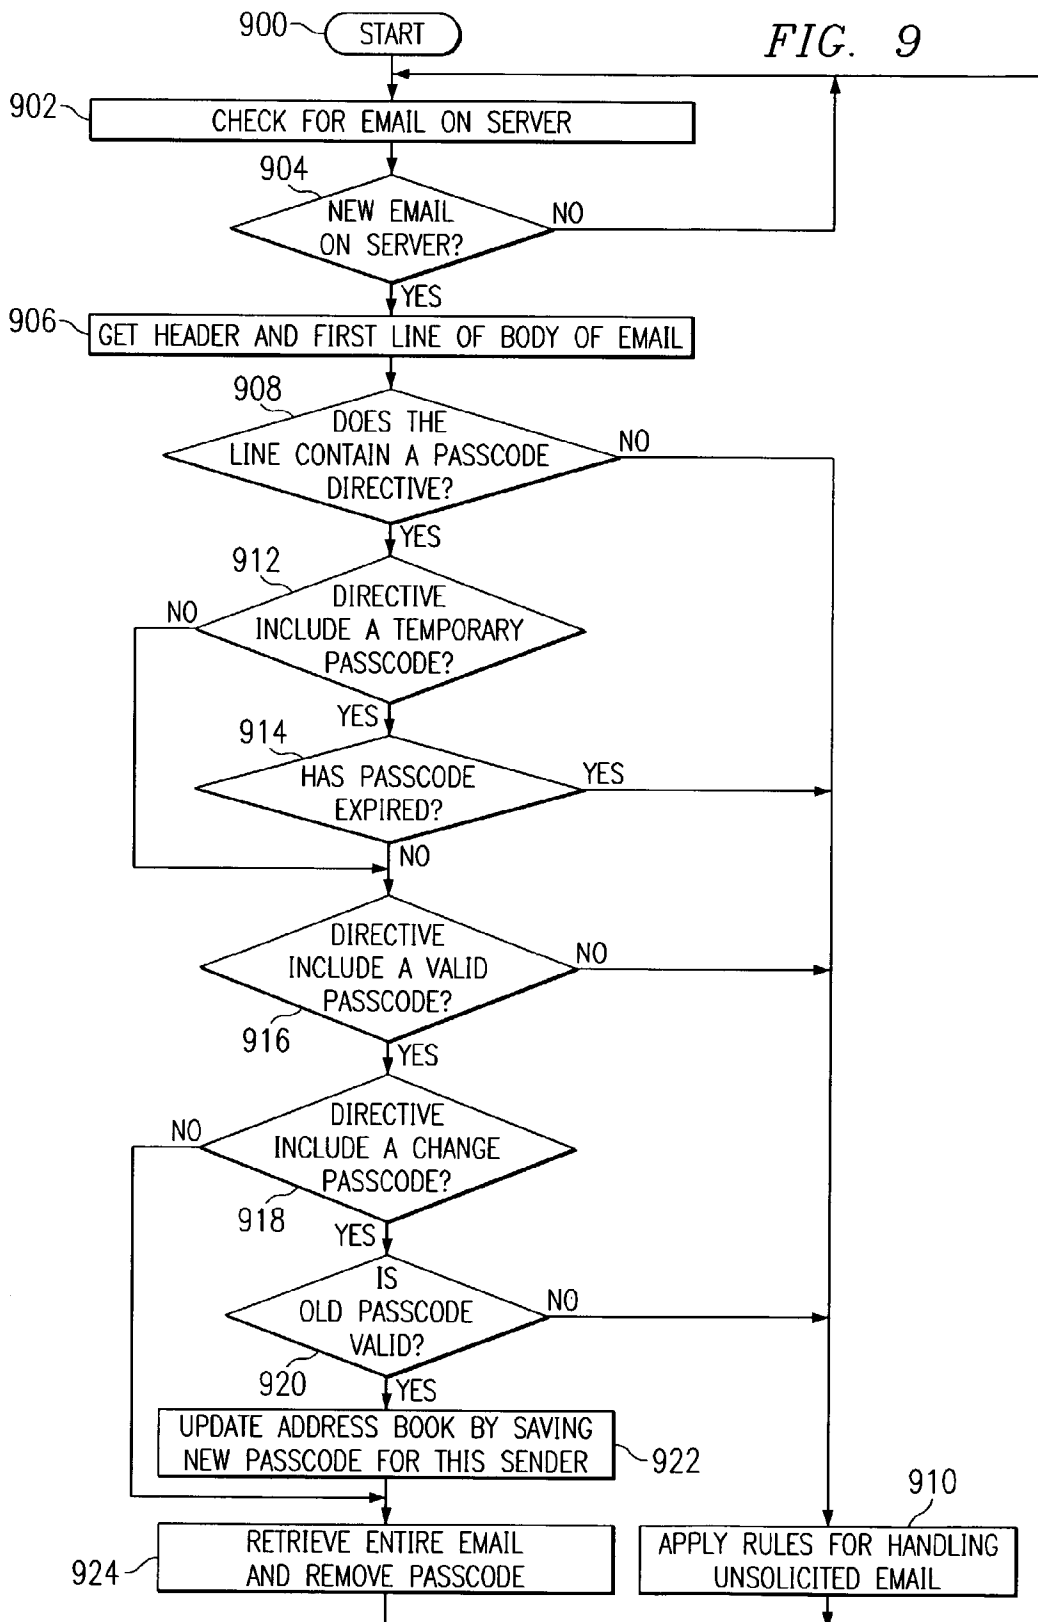 900
START
FIG. 9
902
CHECK FOR EMAIL ON SERVER
904
NEW EMAIL
ON SERVER?
NO
YES
906
GET HEADER AND FIRST LINE OF BODY OF EMAIL
908
DOES THE
LINE CONTAIN A PASSCODE
DIRECTIVE?
NO
YES
912
DIRECTIVE
INCLUDE A TEMPORARY
PASSCODE?
NO
YES
914
HAS PASSCODE
EXPIRED?
YES
NO
DIRECTIVE
INCLUDE A VALID
PASSCODE?
NO
916
YES
DIRECTIVE
INCLUDE A CHANGE
PASSCODE?
NO
918
YES
IS
OLD PASSCODE
VALID?
NO
920
YES
UPDATE ADDRESS BOOK BY SAVING
NEW PASSCODE FOR THIS SENDER
922
910
RETRIEVE ENTIRE EMAIL
AND REMOVE PASSCODE
924
APPLY RULES FOR HANDLING
UNSOLICITED EMAIL